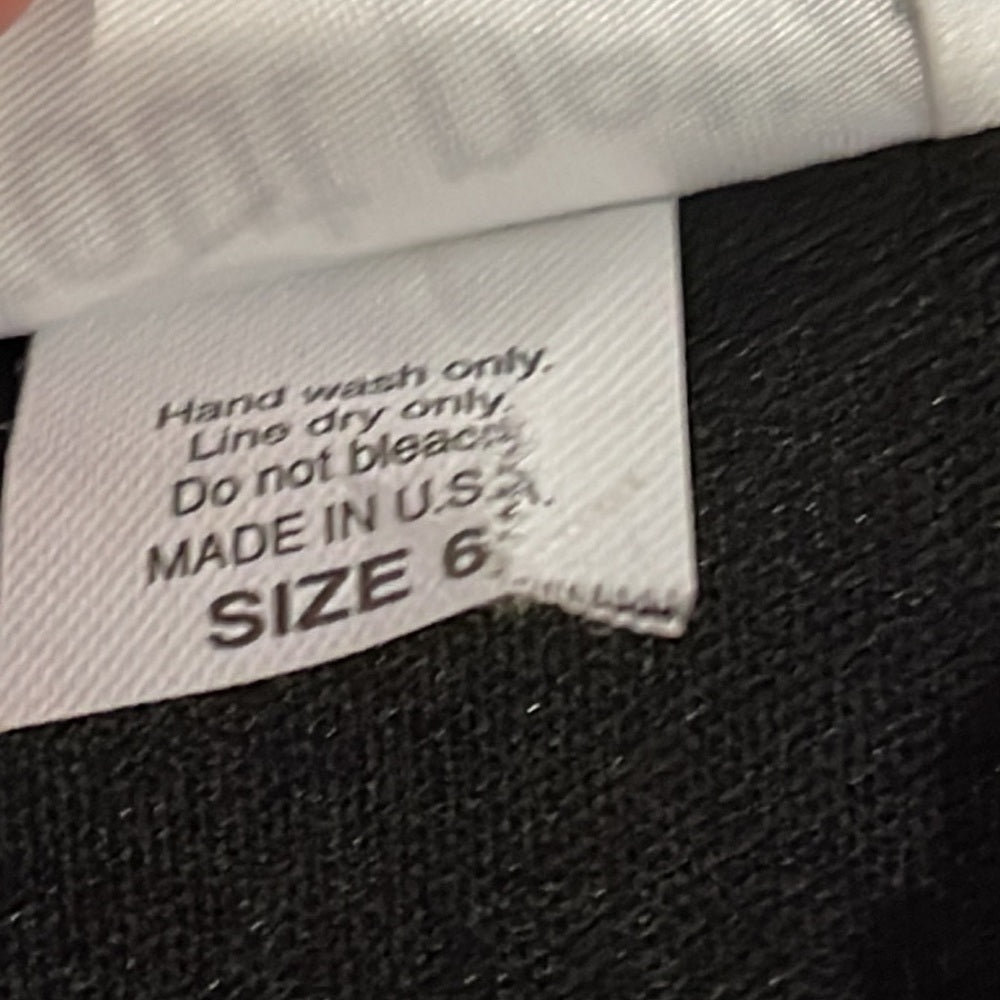 Hand wash only.
Line dry only.
Do not bleach
MADE IN U.S.A.
SIZE 6